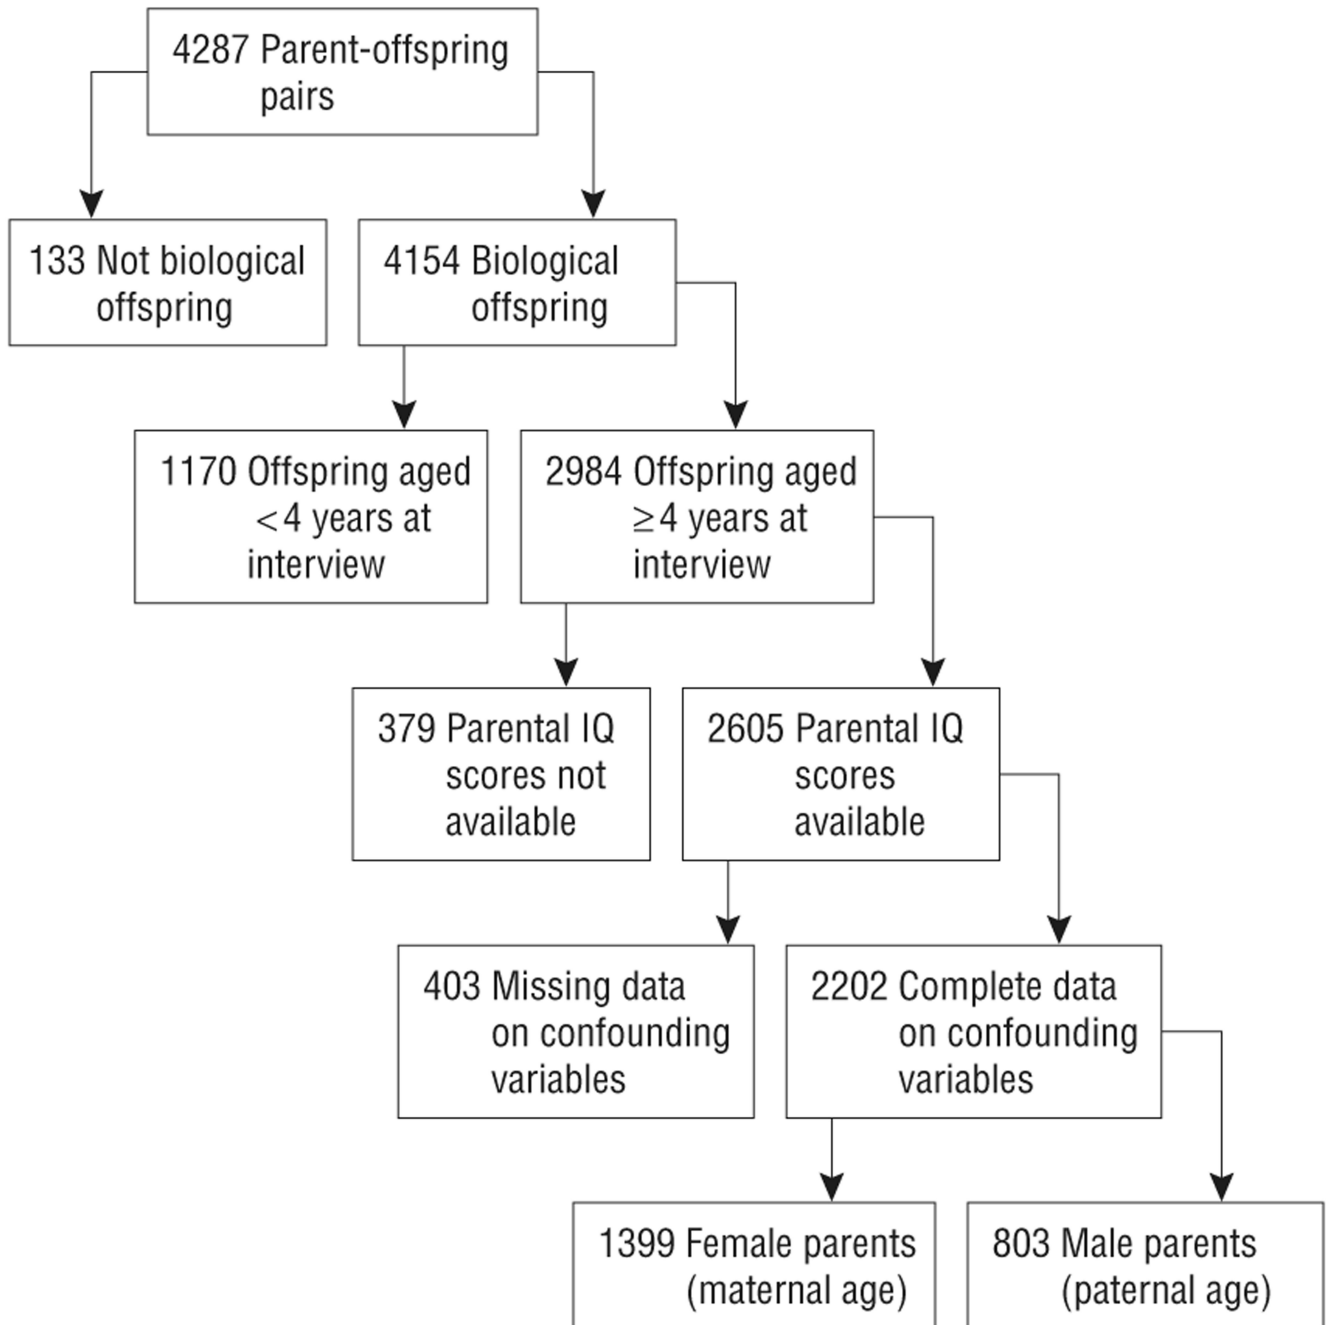 4287 Parent-offspring
pairs
133 Not biological
offspring
4154 Biological
offspring
1170 Offspring aged
<4 years at
interview
2984 Offspring aged
≥4 years at
interview
379 Parental IQ
scores not
available
2605 Parental IQ
scores
available
403 Missing data
on confounding
variables
2202 Complete data
on confounding
variables
1399 Female parents
(maternal age)
803 Male parents
(paternal age)